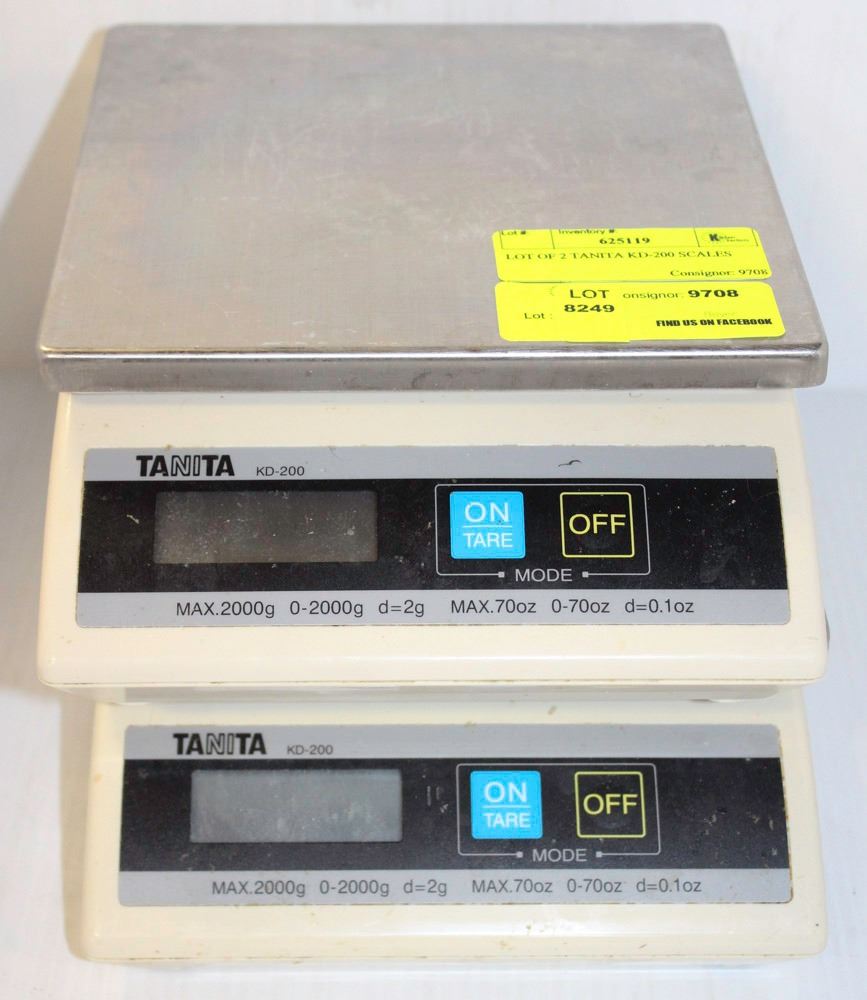 Lot #: Inventory #:
625119
LOT OF 2 TANITA KD-200 SCALES
Consignor: 9708
LOT onsignor: 9708
Lot : 8249
FIND US ON FACEBOOK
TANITA KD-200
ON OFF
TARE
MODE
MAX.2000g 0-2000g d=2g MAX.70oz 0-70oz d=0.1oz
TANITA KD-200
ON OFF
TARE
MODE
MAX.2000g 0-2000g d=2g MAX.70oz 0-70oz d=0.1oz